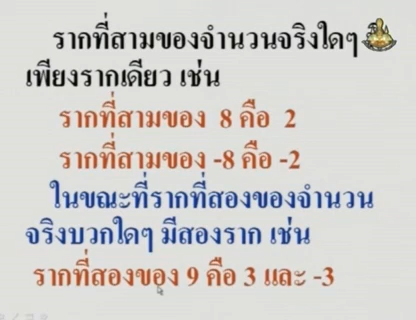 รากที่สามของจำนวนจริงใดๆ
เพียงรากเดียว เช่น
รากที่สามของ 8 คือ 2
รากที่สามของ -8 คือ -2
ในขณะที่รากที่สองของจำนวน
จริงบวกใดๆ มีสองราก เช่น
รากที่สองของ 9 คือ 3 และ -3